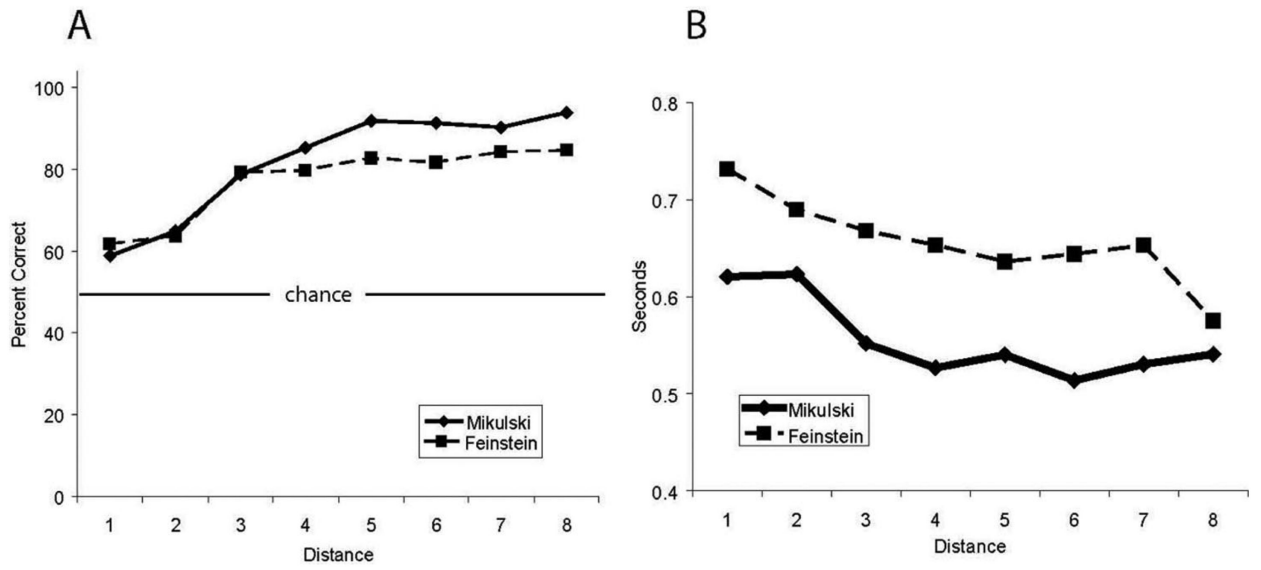 A
100
80
60
40
20
0
Percent Correct
chance
Mikulski
Feinstein
1 2 3 4 5 6 7 8
Distance
B
0.8
0.7
0.6
0.5
0.4
Seconds
Mikulski
Feinstein
1 2 3 4 5 6 7 8
Distance